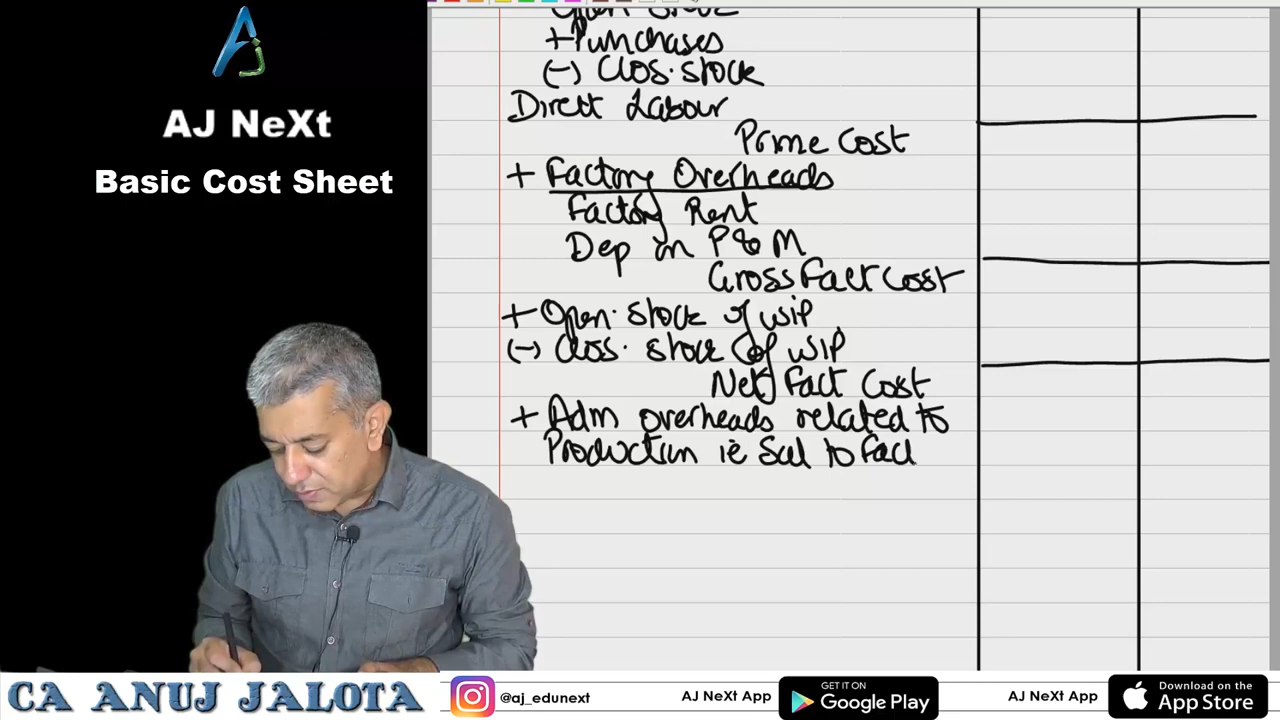 AJ NeXt
Basic Cost Sheet
Open Stock
+ Purchases
(-) Clos. stock
Direct Labour
Prime Cost
+ Factory Overheads
Factory Rent
Dep on P & M
Gross Fact Cost
+ Open. Stock of WIP
(-) Clos. stock of WIP
Net Fact Cost
+ Adm overheads related to
Production ie Sal to Fact
CA ANUJ JALOTA
@aj_edunext
AJ NeXt App
GET IT ON
Google Play
AJ NeXt App
Download on the
App Store